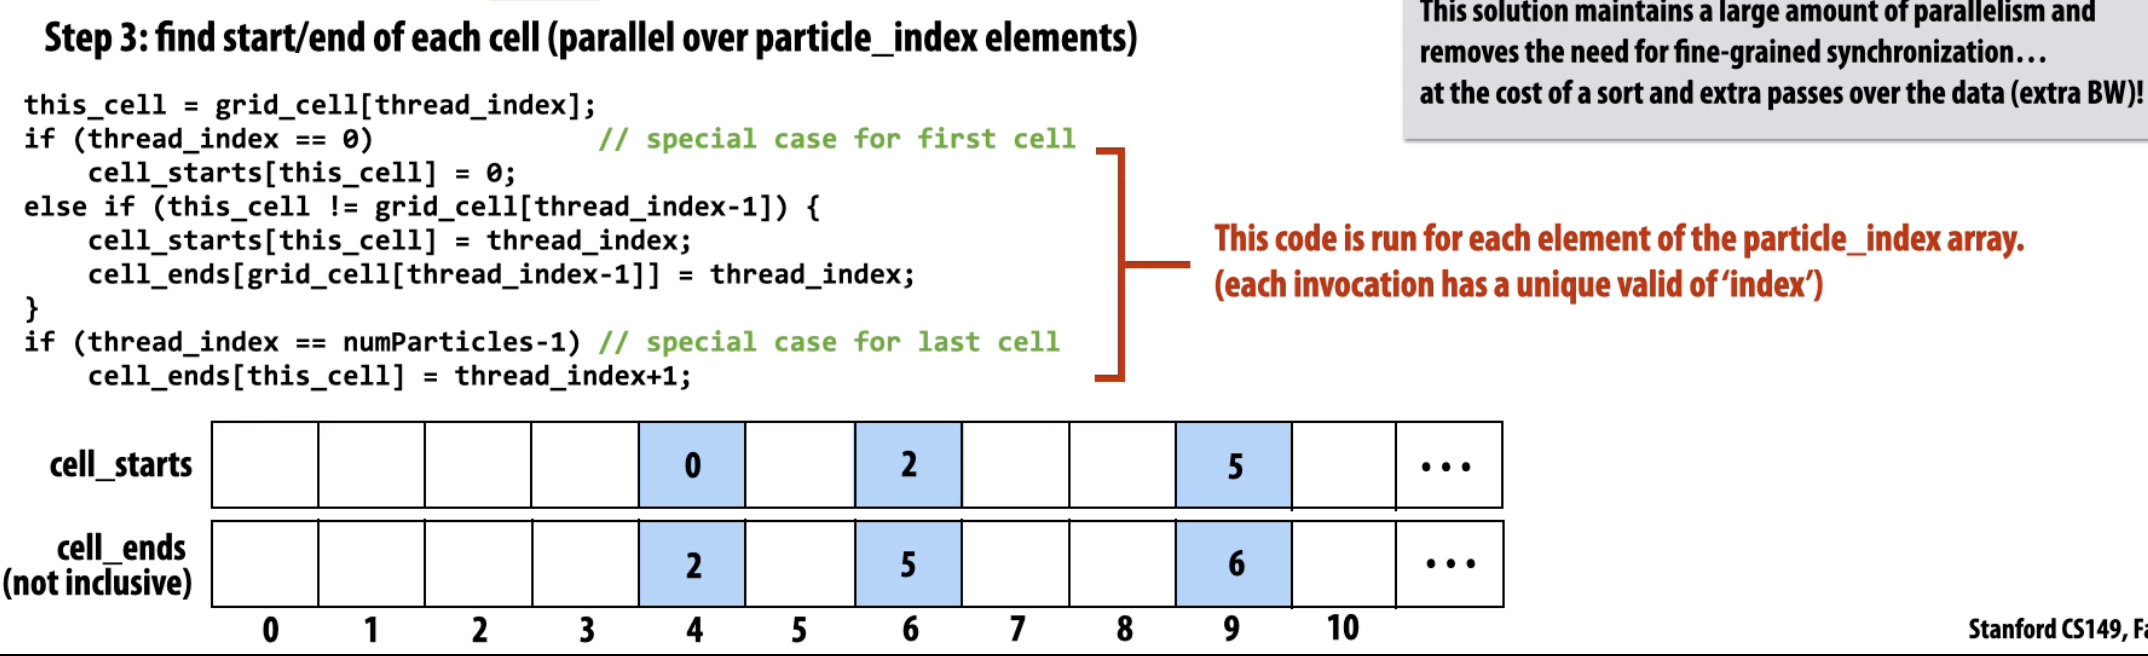 This solution maintains a large amount of parallelism and
removes the need for fine-grained synchronization...
at the cost of a sort and extra passes over the data (extra BW)!
Step 3: find start/end of each cell (parallel over particle_index elements)
this_cell = grid_cell[thread_index];
if (thread_index == 0)              // special case for first cell
    cell_starts[this_cell] = 0;
else if (this_cell != grid_cell[thread_index-1]) {
    cell_starts[this_cell] = thread_index;
    cell_ends[grid_cell[thread_index-1]] = thread_index;
}
if (thread_index == numParticles-1) // special case for last cell
    cell_ends[this_cell] = thread_index+1;
This code is run for each element of the particle_index array.
(each invocation has a unique valid of ‘index’)
cell_starts 0 2 5 ...
cell_ends
(not inclusive) 2 5 6 ...
0 1 2 3 4 5 6 7 8 9 10
Stanford CS149,